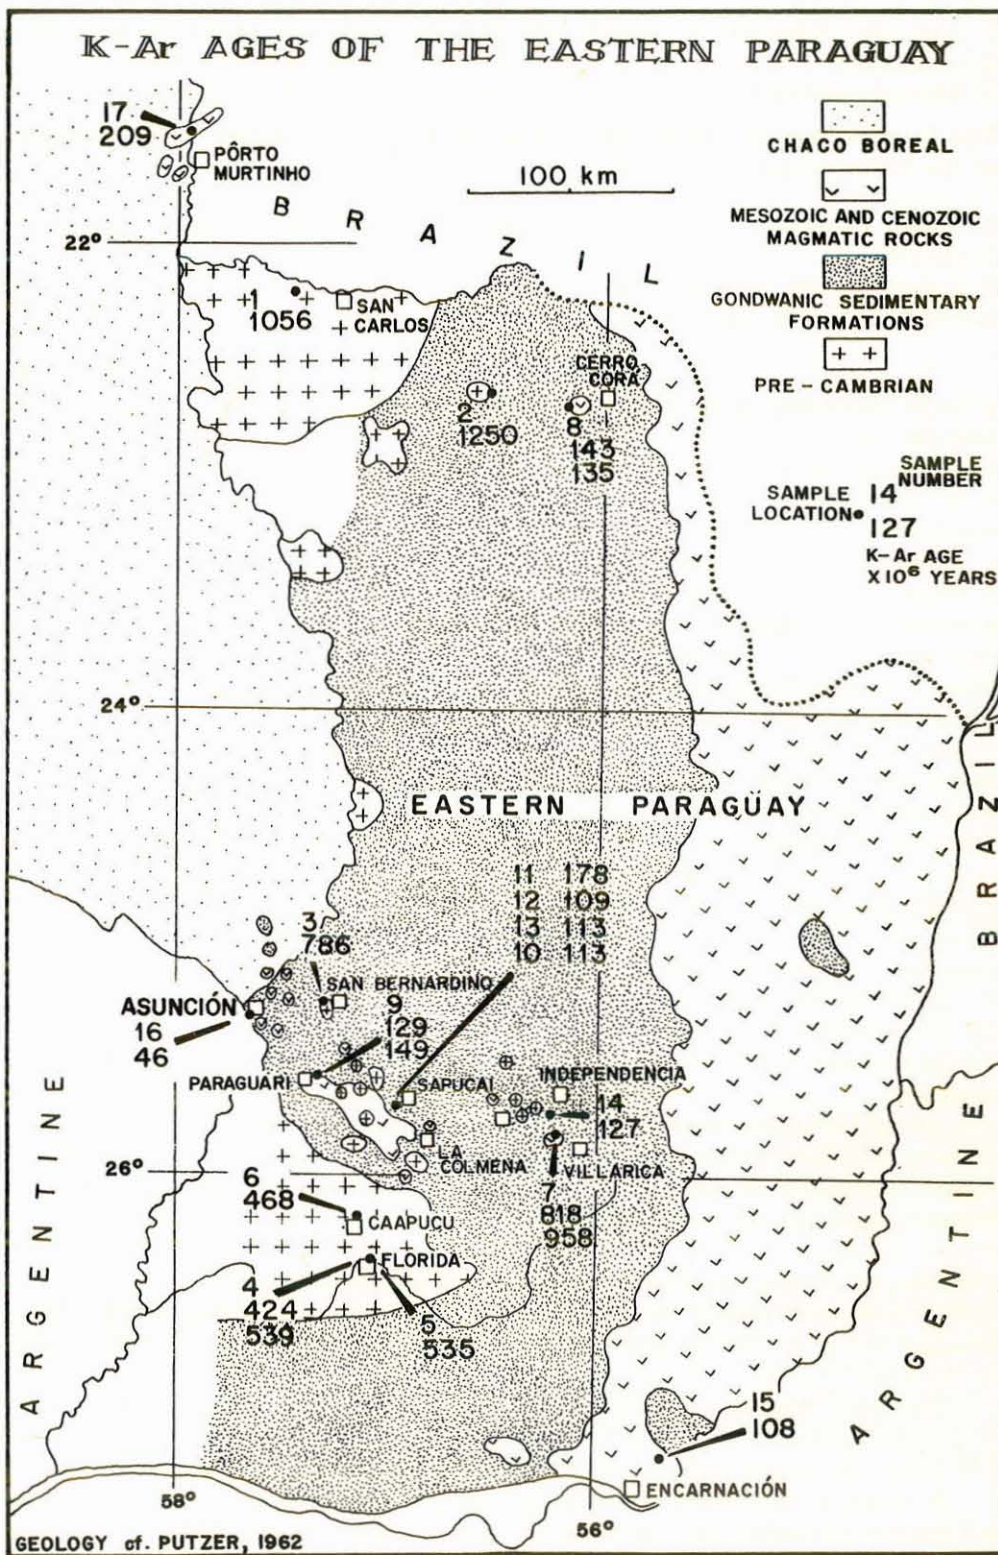 K-Ar AGES OF THE EASTERN PARAGUAY
17
209
PÔRTO
MURTINHO
100 km
CHACO BOREAL
MESOZOIC AND CENOZOIC
MAGMATIC ROCKS
GONDWANIC SEDIMENTARY
FORMATIONS
PRE-CAMBRIAN
SAMPLE
NUMBER
SAMPLE
LOCATION
14
127
K-Ar AGE
X10⁶ YEARS
BRAZIL
22°
1
1056
SAN
CARLOS
CERRO
CORÁ
2
1250
8
143
135
24°
EASTERN PARAGÜAY
BRAZIL
11 178
12 109
13 113
10 113
3
786
SAN BERNARDINO
ASUNCIÓN
16
46
9
129
149
PARAGUARI
SAPUCAI
INDEPENDENCIA
14
127
LA
COLMENA
VILLARICA
26°
7
818
958
6
468
CAAPUCU
FLORIDA
4
424
539
5
535
ARGENTINE
ARGENTINE
15
108
ENCARNACIÓN
58°
56°
GEOLOGY cf. PUTZER, 1962